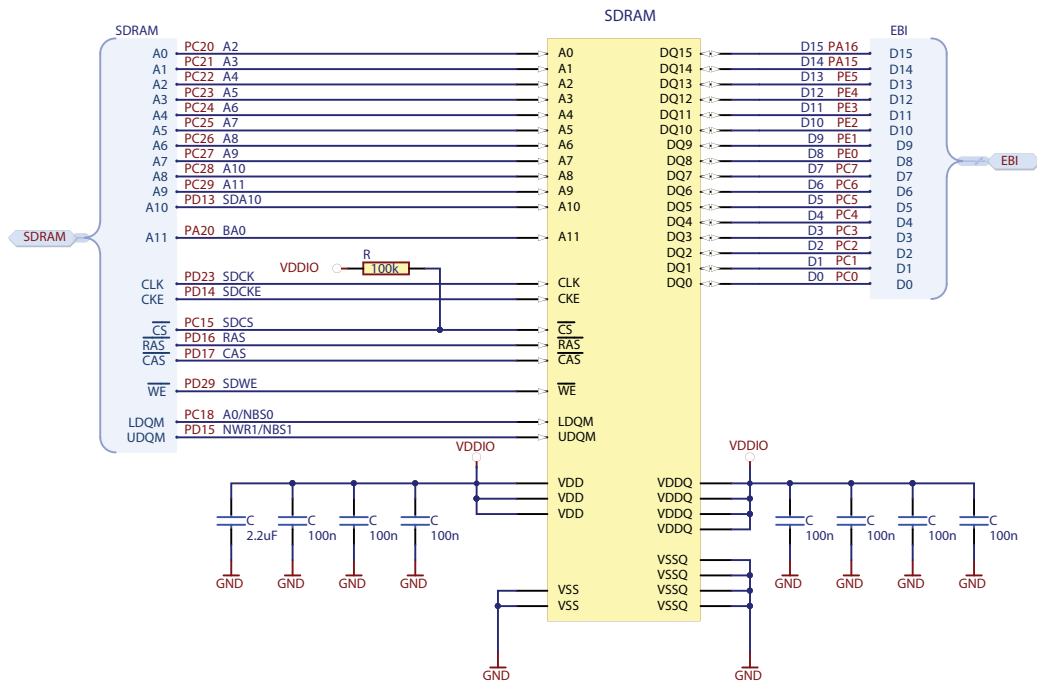 SDRAM
SDRAM
EBI
A0 PC20 A2 A0 DQ15 D15 PA16 D15
A1 PC21 A3 A1 DQ14 D14 PA15 D14
A2 PC22 A4 A2 DQ13 D13 PE5 D13
A3 PC23 A5 A3 DQ12 D12 PE4 D12
A4 PC24 A6 A4 DQ11 D11 PE3 D11
A5 PC25 A7 A5 DQ10 D10 PE2 D10
A6 PC26 A8 A6 DQ9 D9 PE1 D9
A7 PC27 A9 A7 DQ8 D8 PE0 D8
A8 PC28 A10 A8 DQ7 D7 PC7 D7
A9 PC29 A11 A9 DQ6 D6 PC6 D6
A10 PD13 SDA10 A10 DQ5 D5 PC5 D5
DQ4 D4 PC4 D4
A11 PA20 BA0 A11 DQ3 D3 PC3 D3
DQ2 D2 PC2 D2
DQ1 D1 PC1 D1
DQ0 D0 PC0 D0
SDRAM
EBI
R
VDDIO 100k
CLK PD23 SDCK CLK
CKE PD14 SDCKE CKE
CS PC15 SDCS CS
RAS PD16 RAS RAS
CAS PD17 CAS CAS
WE PD29 SDWE WE
LDQM PC18 A0/NBS0 LDQM
UDQM PD15 NWR1/NBS1 UDQM
VDDIO VDDIO
VDD VDDQ
VDD VDDQ
VDD VDDQ
VDDQ
C C C C C C C C
2.2uF 100n 100n 100n 100n 100n 100n 100n
VSSQ
VSSQ
VSS VSSQ
VSS VSSQ
GND GND GND GND GND GND GND GND
GND GND